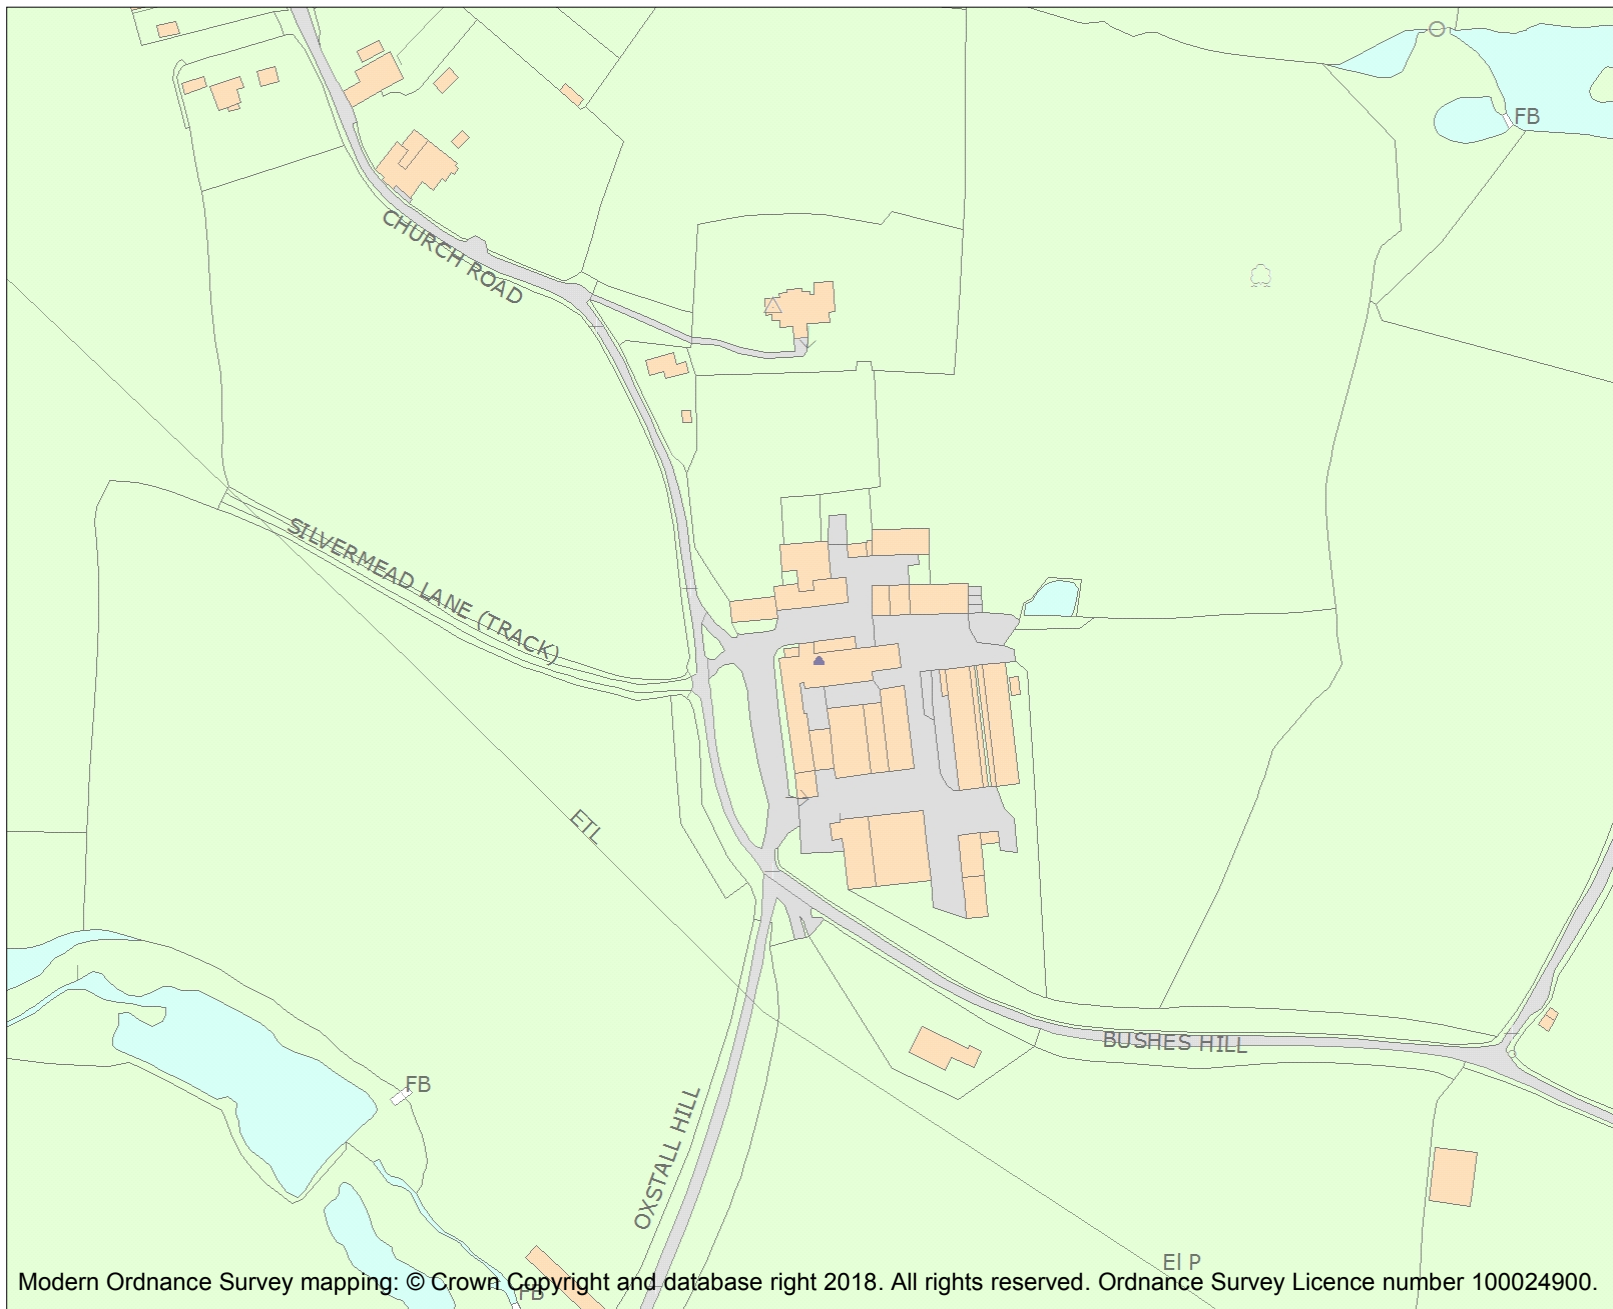 FB
CHURCH ROAD
SILVERMEAD LANE (TRACK)
ETL
BUSHES HILL
FB
OXSTALL HILL
El P
FB
Modern Ordnance Survey mapping: © Crown Copyright and database right 2018. All rights reserved. Ordnance Survey Licence number 100024900.